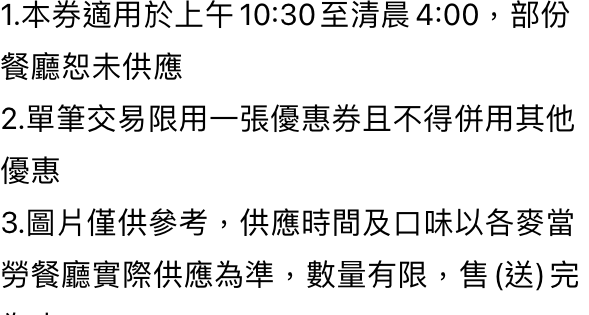 1.本券適用於上午10:30至清晨4:00，部份
餐廳恕未供應
2.單筆交易限用一張優惠券且不得併用其他
優惠
3.圖片僅供參考，供應時間及口味以各麥當
勞餐廳實際供應為準，數量有限，售(送)完